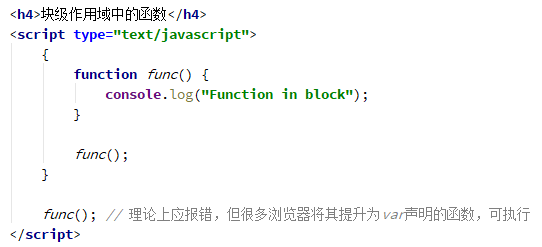 <h4>块级作用域中的函数</h4>
<script type="text/javascript">
{
function func() {
console.log("Function in block");
}
func();
}
func(); // 理论上应报错，但很多浏览器将其提升为var声明的函数，可执行
</script>